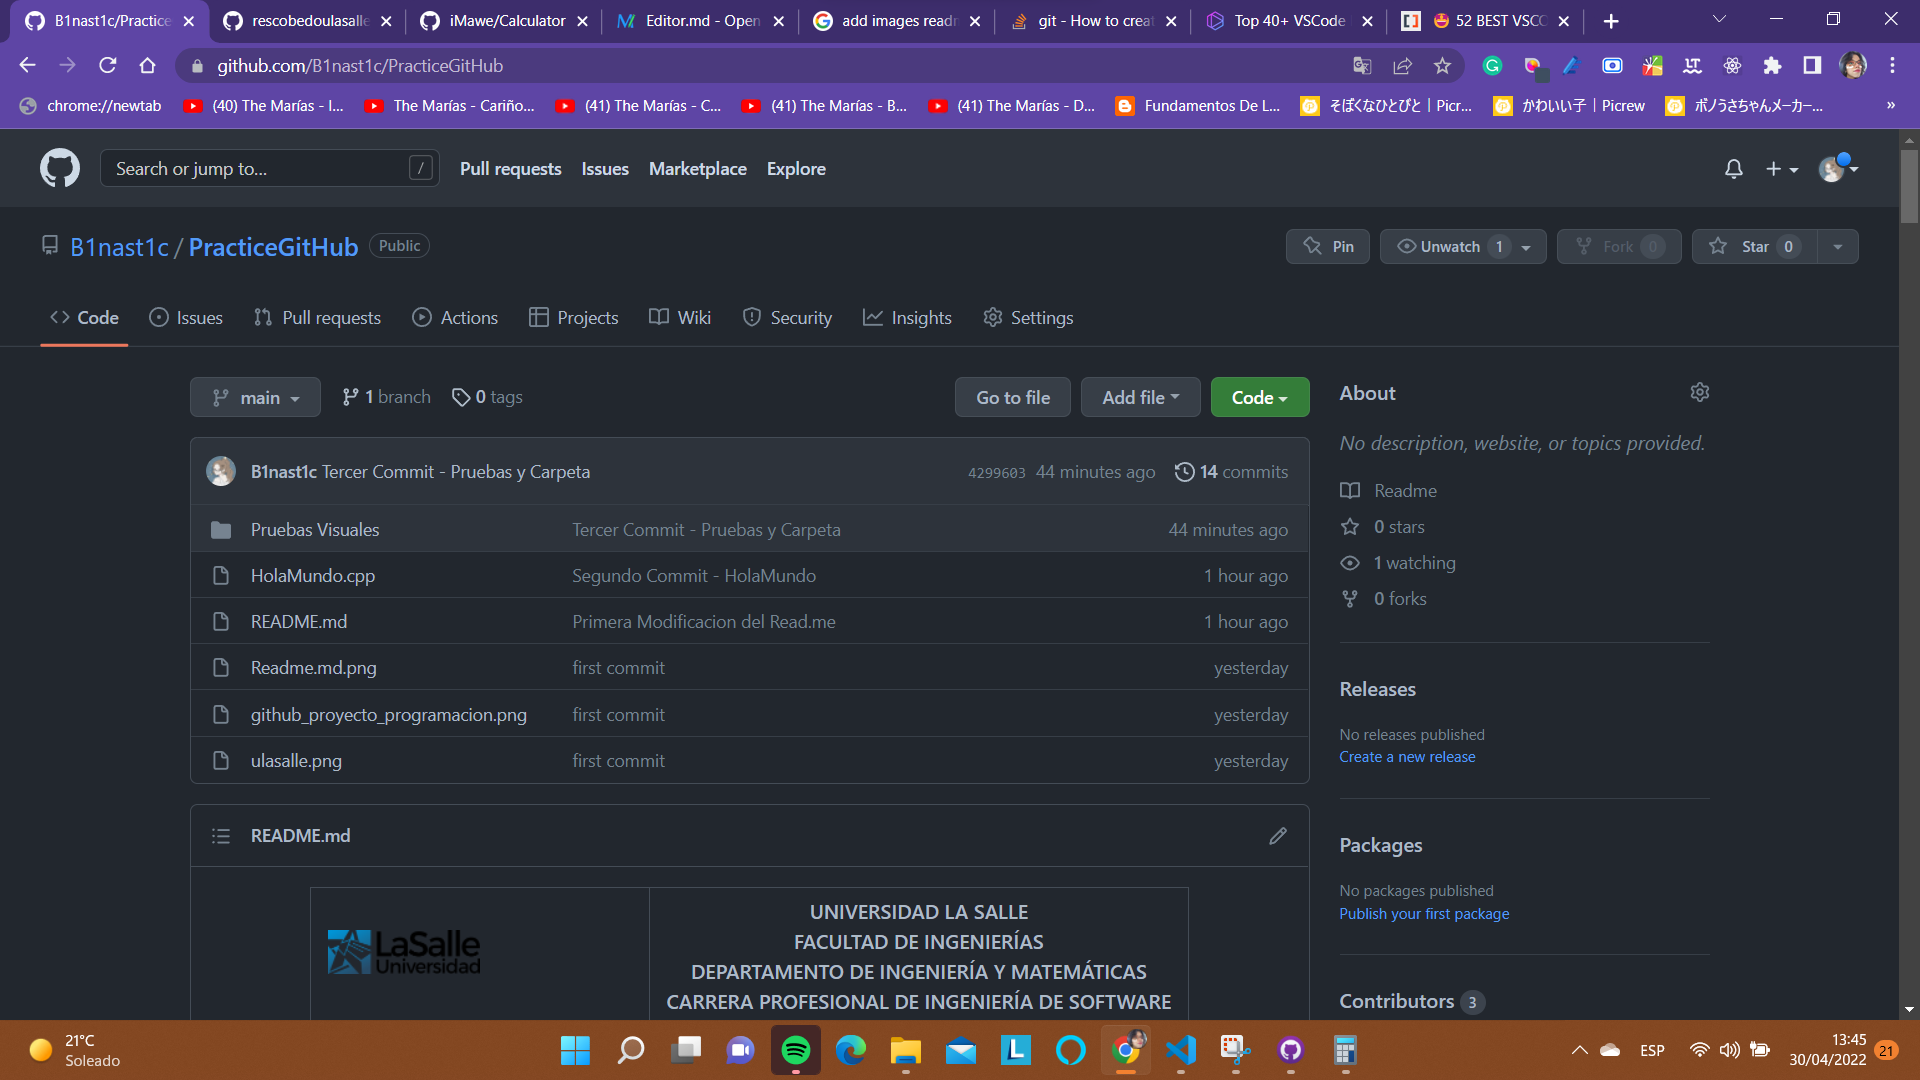 B1nast1c/Practice
rescobedoulasalle
iMawe/Calculator
Editor.md - Open
add images readm
git - How to creat
Top 40+ VSCode
52 BEST VSCO
github.com/B1nast1c/PracticeGitHub
chrome://newtab
(40) The Marías - I...
The Marías - Cariño...
(41) The Marías - C...
(41) The Marías - B...
(41) The Marías - D...
Fundamentos De L...
そぼくなひとびと｜Picr...
かわいい子｜Picrew
ボノうさちゃんメーカー...
»
Search or jump to...
/
Pull requests
Issues
Marketplace
Explore
B1nast1c / PracticeGitHub
Public
Pin
Unwatch 1
Fork 0
Star 0
Code
Issues
Pull requests
Actions
Projects
Wiki
Security
Insights
Settings
main
1 branch
0 tags
Go to file
Add file
Code
B1nast1c Tercer Commit - Pruebas y Carpeta
4299603 44 minutes ago
14 commits
Pruebas Visuales
Tercer Commit - Pruebas y Carpeta
44 minutes ago
HolaMundo.cpp
Segundo Commit - HolaMundo
1 hour ago
README.md
Primera Modificacion del Read.me
1 hour ago
Readme.md.png
first commit
yesterday
github_proyecto_programacion.png
first commit
yesterday
ulasalle.png
first commit
yesterday
README.md
LaSalle
Universidad
UNIVERSIDAD LA SALLE
FACULTAD DE INGENIERÍAS
DEPARTAMENTO DE INGENIERÍA Y MATEMÁTICAS
CARRERA PROFESIONAL DE INGENIERÍA DE SOFTWARE
About
No description, website, or topics provided.
Readme
0 stars
1 watching
0 forks
Releases
No releases published
Create a new release
Packages
No packages published
Publish your first package
Contributors 3
21°C
Soleado
L
ESP
13:45
30/04/2022
21